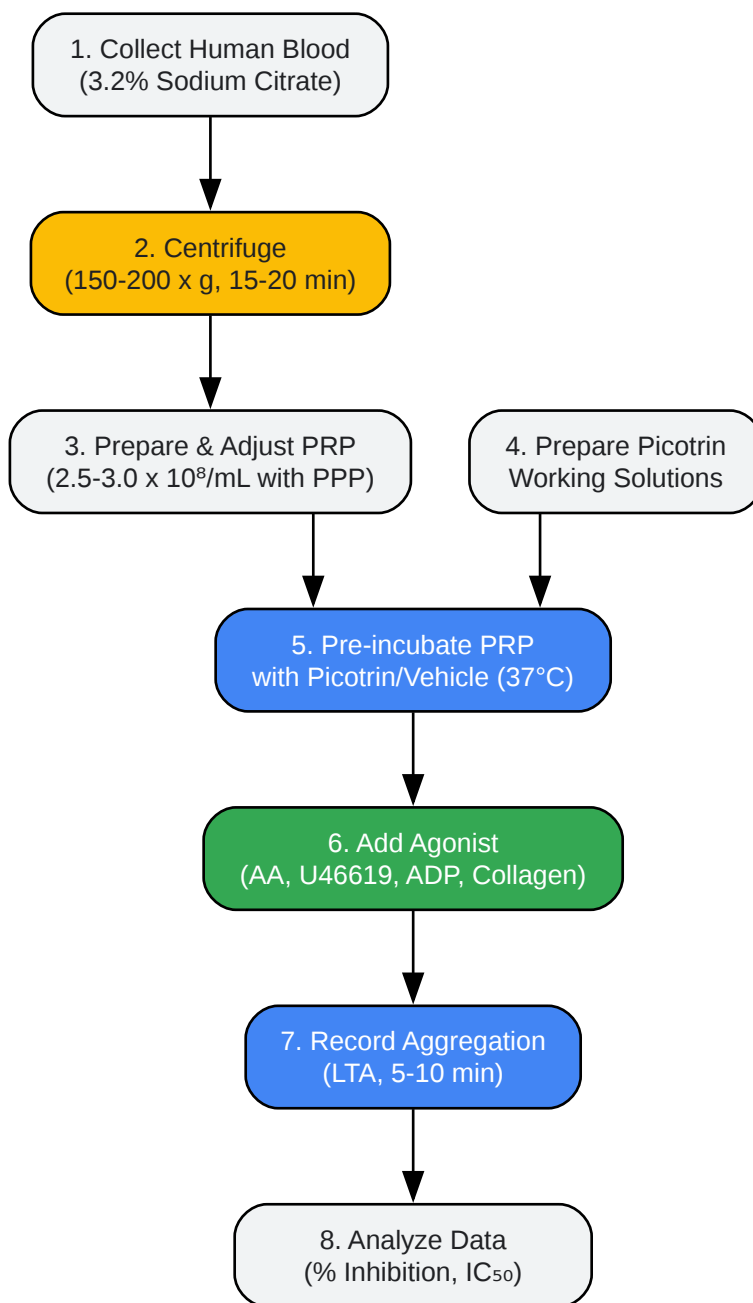 1. Collect Human Blood
(3.2% Sodium Citrate)
2. Centrifuge
(150-200 x g, 15-20 min)
3. Prepare & Adjust PRP
(2.5-3.0 x 10⁸/mL with PPP)
4. Prepare Picotrin
Working Solutions
5. Pre-incubate PRP
with Picotrin/Vehicle (37°C)
6. Add Agonist
(AA, U46619, ADP, Collagen)
7. Record Aggregation
(LTA, 5-10 min)
8. Analyze Data
(% Inhibition, IC₅₀)